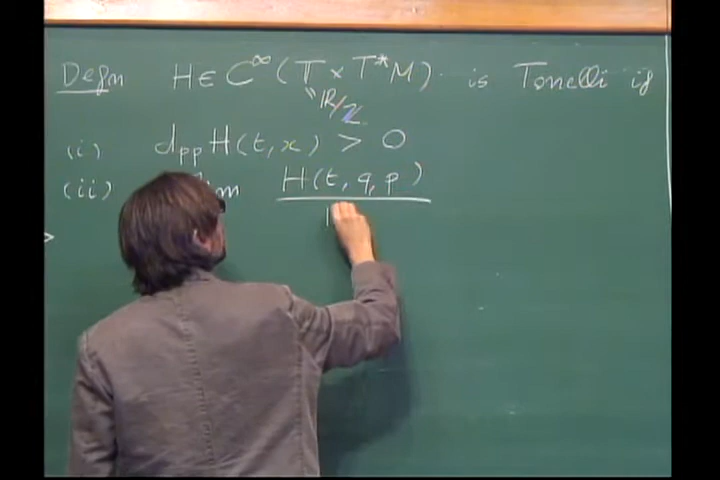 Defn H ∈ C^∞ ( T × T*M ) is Tonelli if
" R/Z
(i) d_pp H(t, x) > 0
(ii) lim H(t, q, p)
|